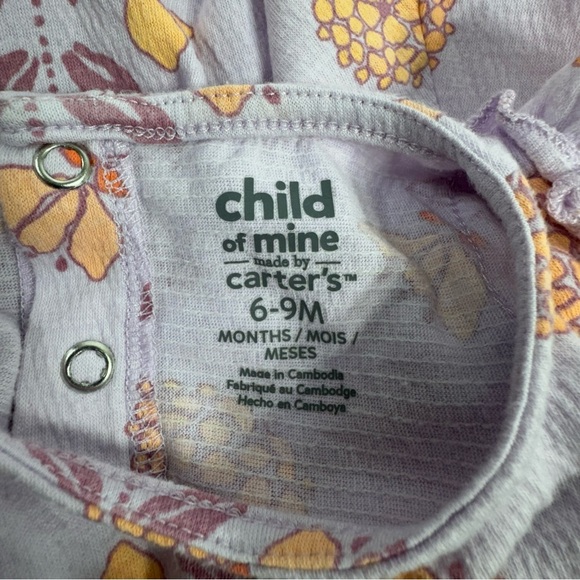 child
of mine
made by
carter's™
6-9M
MONTHS / MOIS /
MESES
Made in Cambodia
Fabriqué au Cambodge
Hecho en Camboya